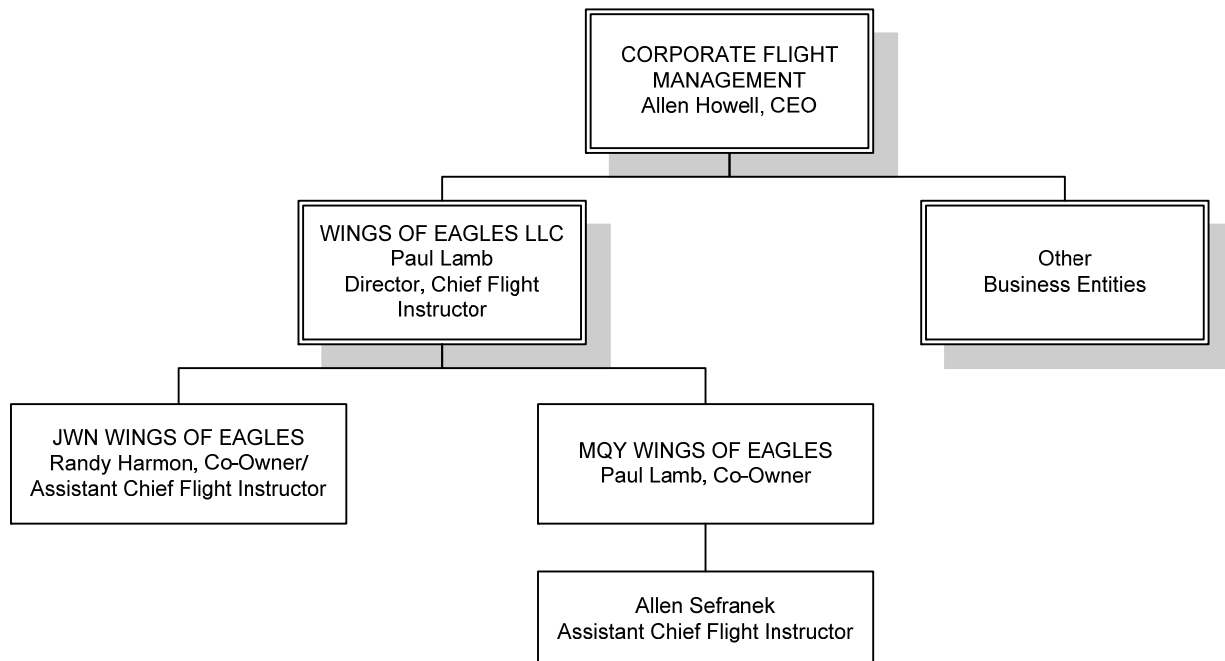 CORPORATE FLIGHT
MANAGEMENT
Allen Howell, CEO
WINGS OF EAGLES LLC
Paul Lamb
Director, Chief Flight
Instructor
Other
Business Entities
JWN WINGS OF EAGLES
Randy Harmon, Co-Owner/
Assistant Chief Flight Instructor
MQY WINGS OF EAGLES
Paul Lamb, Co-Owner
Allen Sefranek
Assistant Chief Flight Instructor